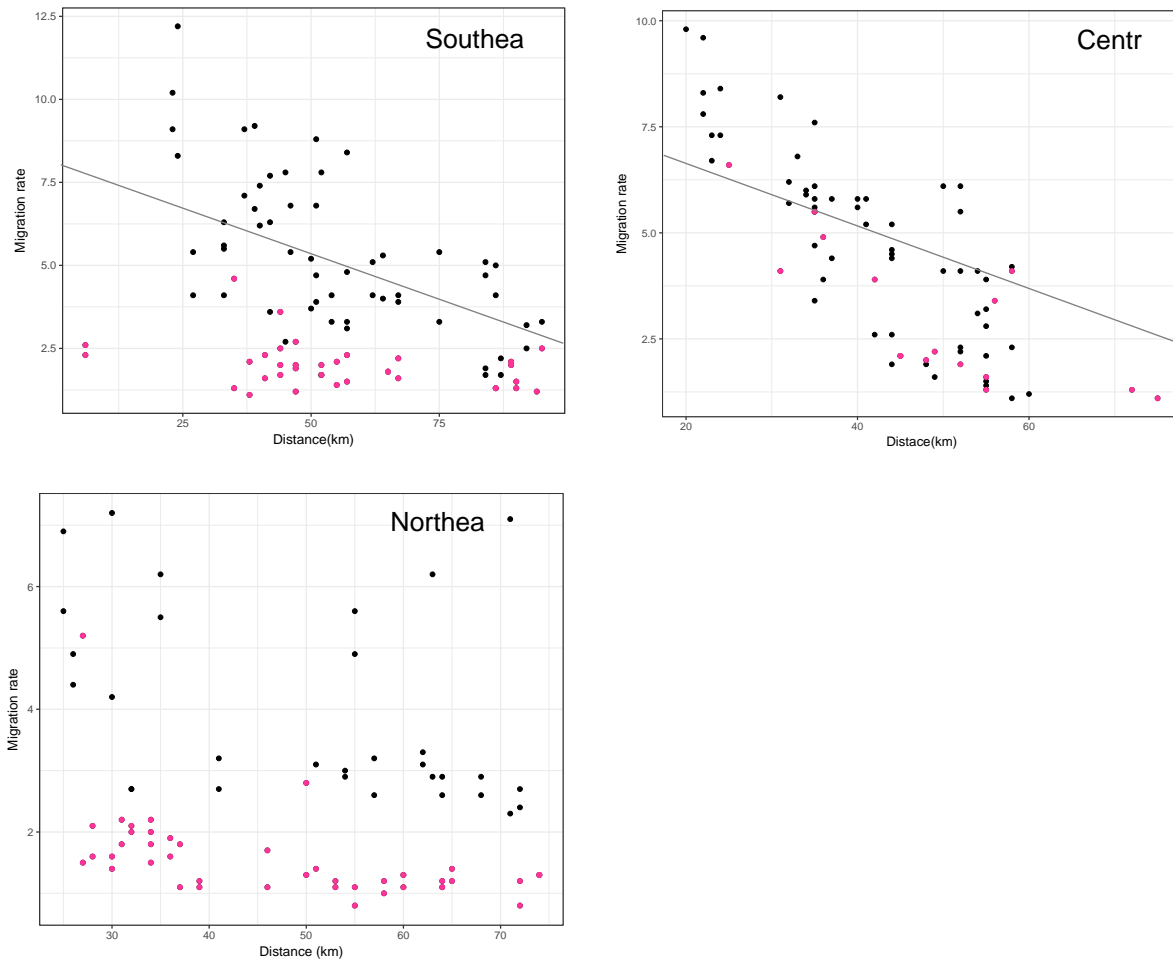 12.5
10.0
7.5
5.0
2.5
Migration rate
Southea
25
50
75
Distance(km)
10.0
7.5
5.0
2.5
Migration rate
Centr
20
40
60
Distace(km)
6
4
2
Migration rate
Northea
30
40
50
60
70
Distance (km)